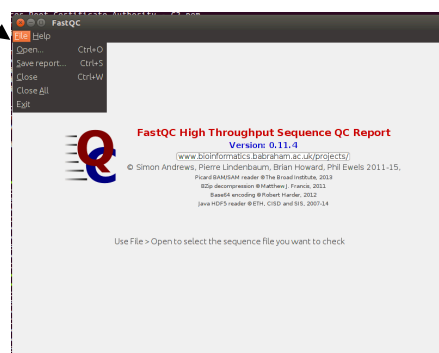 FastQC
File Help
Open... Ctrl+O
Save report... Ctrl+S
Close Ctrl+W
Close All
Exit
FastQC High Throughput Sequence QC Report
Version: 0.11.4
www.bioinformatics.babraham.ac.uk/projects/
© Simon Andrews, Pierre Lindenbaum, Brian Howard, Phil Ewels 2011-15,
Picard BAM/SAM reader ©The Broad Institute, 2013
BZip decompression ©Matthew J. Francis, 2011
Base64 encoding ©Robert Harder, 2012
Java HDF5 reader ©ETH, CISD and SIS, 2007-14
Use File > Open to select the sequence file you want to check